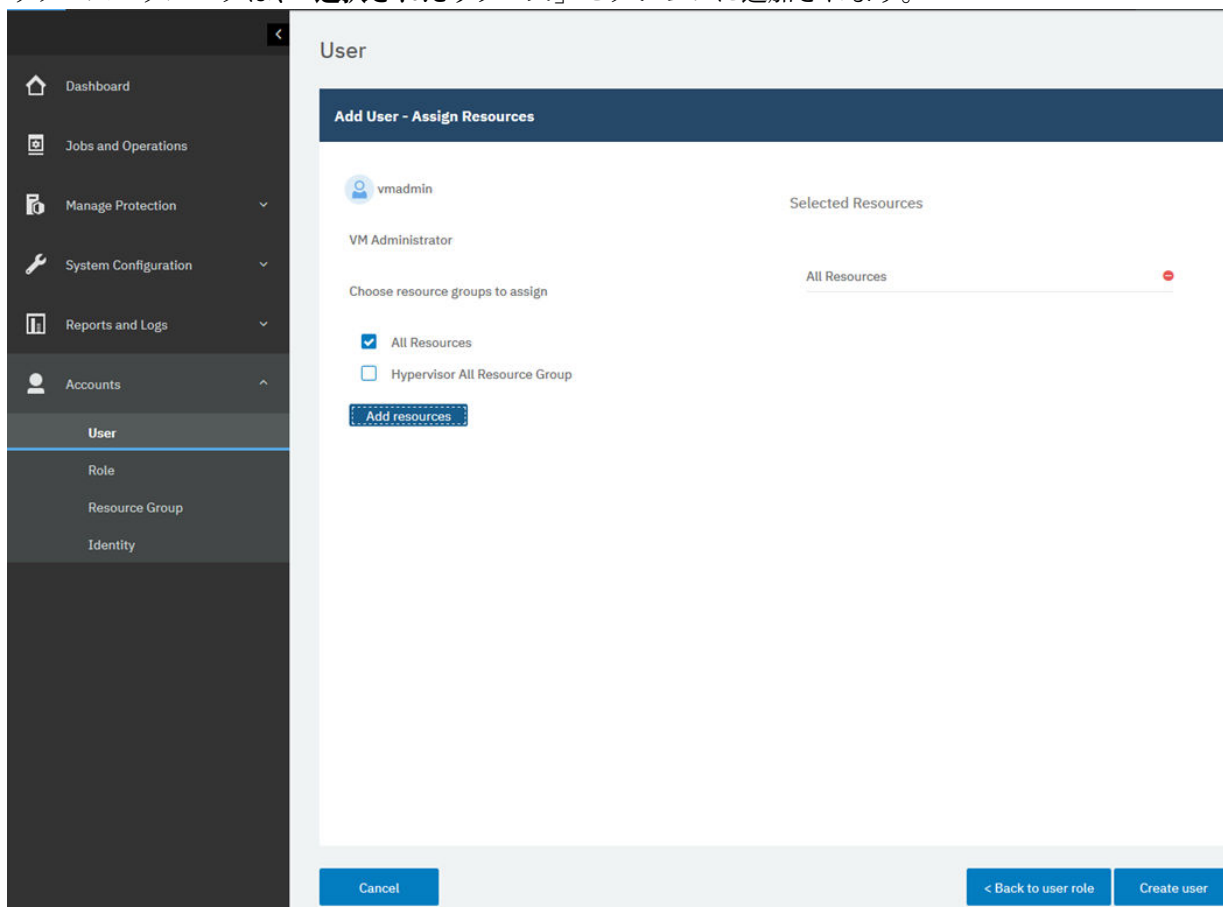 User
Dashboard
Add User - Assign Resources
Jobs and Operations
vmadmin
Manage Protection
Selected Resources
VM Administrator
System Configuration
All Resources
Choose resource groups to assign
Reports and Logs
All Resources
Hypervisor All Resource Group
Accounts
Add resources
User
Role
Resource Group
Identity
Cancel
< Back to user role
Create user